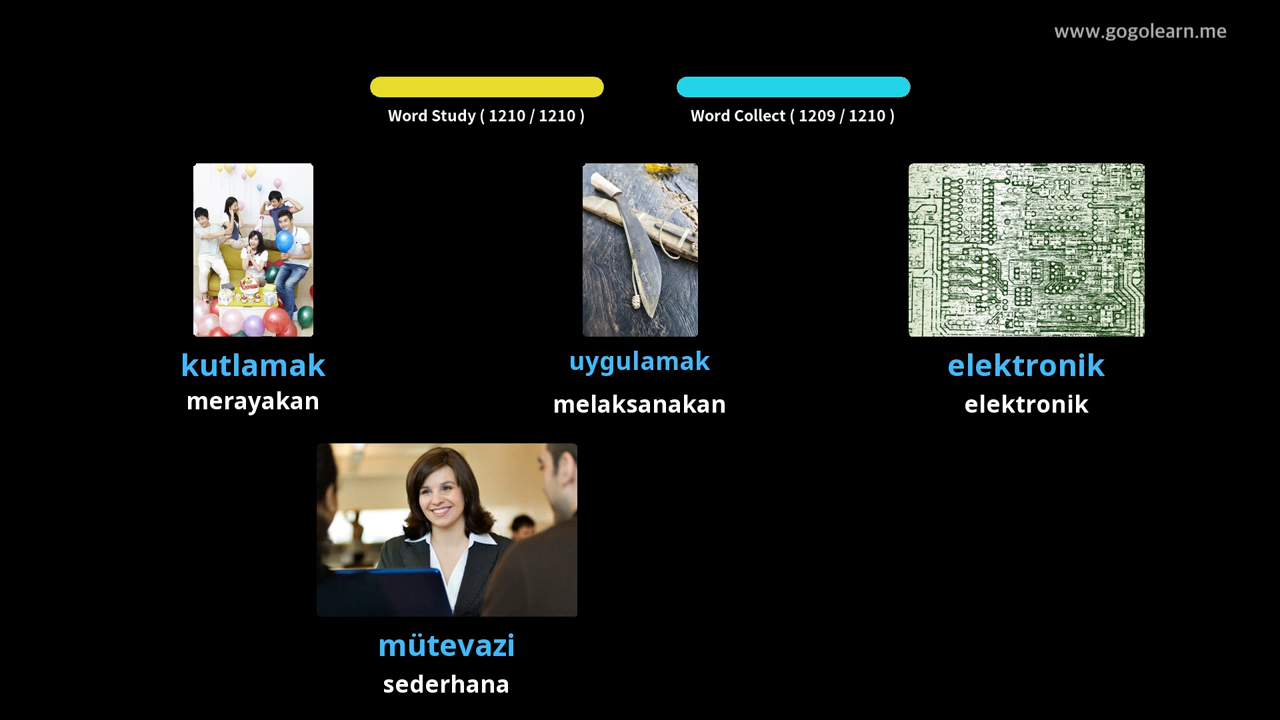 www.gogolearn.me
Word Study ( 1210 / 1210 )
Word Collect ( 1209 / 1210 )
kutlamak
merayakan
uygulamak
melaksanakan
elektronik
elektronik
mütevazi
sederhana